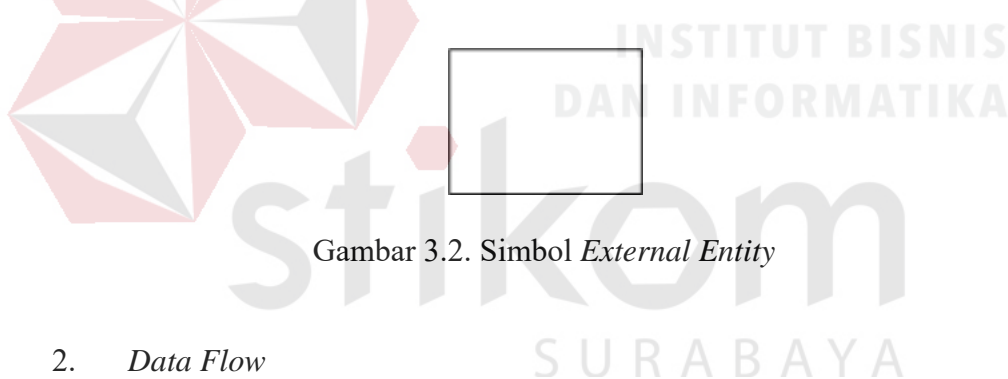 INSTITUT BISNIS
DAN INFORMATIKA
stikom
Gambar 3.2. Simbol External Entity
SURABAYA
2. Data Flow